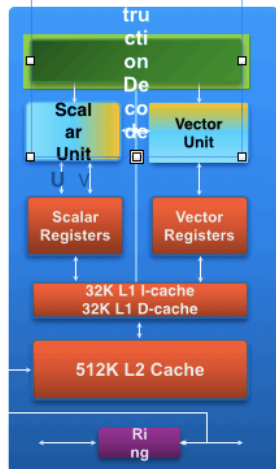 truc
cti
on
De
co
de
Scal
ar
Unit
Vector
Unit
U V
Scalar
Registers
Vector
Registers
32K L1 I-cache
32K L1 D-cache
512K L2 Cache
Ri
ng